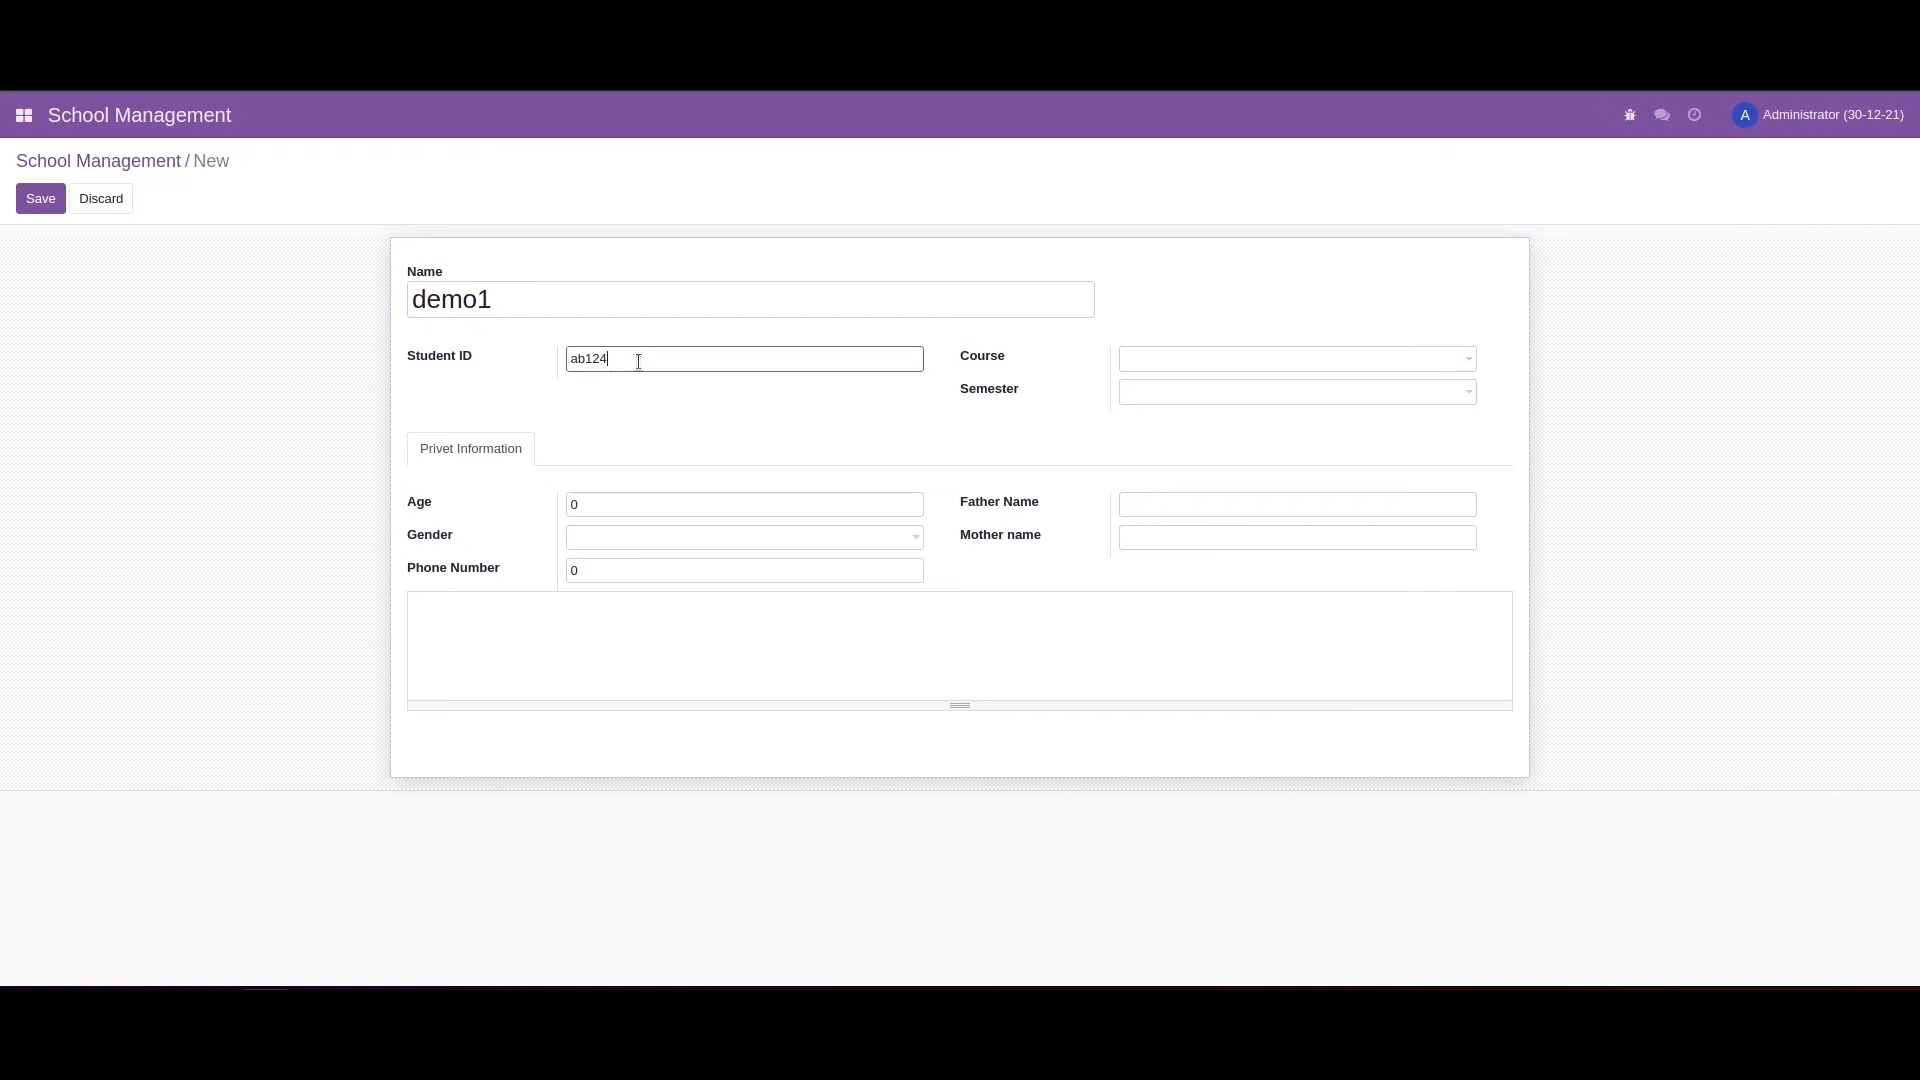 School Management
A Administrator (30-12-21)
School Management / New
Save Discard
Name
demo1
Student ID ab124
Course
Semester
Privet Information
Age 0
Father Name
Gender
Mother name
Phone Number 0